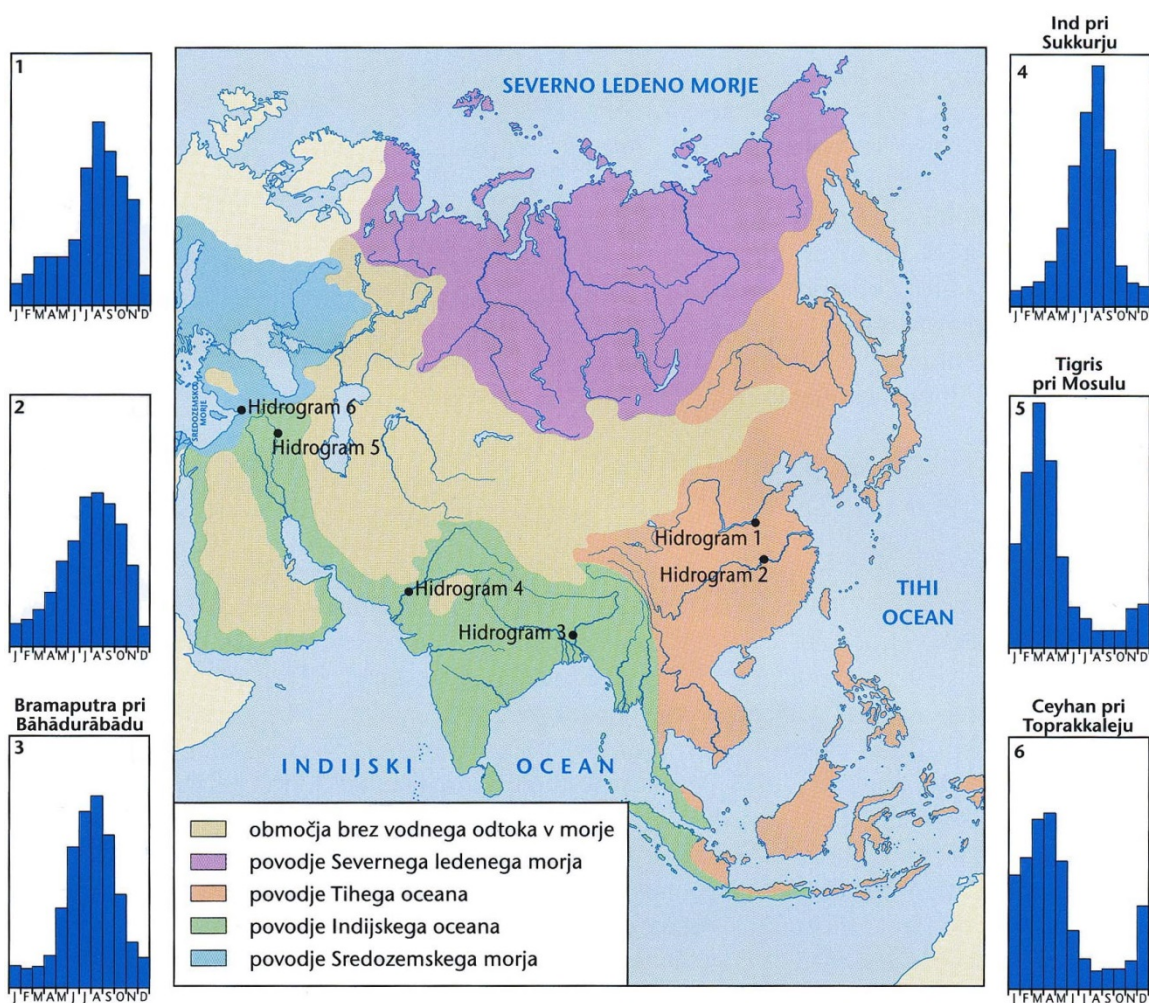 1
J F M A M J J A S O N D
2
J F M A M J J A S O N D
Bramaputra pri
Bāhādurābādu
3
J F M A M J J A S O N D
SEVERNO LEDENO MORJE
SREDOZEMSKO
MORJE
Hidrogram 6
Hidrogram 5
Hidrogram 4
Hidrogram 3
Hidrogram 1
Hidrogram 2
TIHI
OCEAN
INDIJSKI OCEAN
območja brez vodnega odtoka v morje
povodje Severnega ledenega morja
povodje Tihega oceana
povodje Indijskega oceana
povodje Sredozemskega morja
Ind pri
Sukkurju
4
J F M A M J J A S O N D
Tigris
pri Mosulu
5
J F M A M J J A S O N D
Ceyhan pri
Toprakkaleju
6
J F M A M J J A S O N D